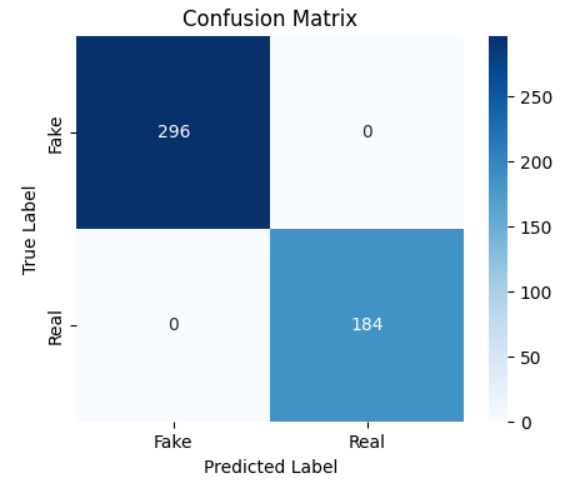 Confusion Matrix
Fake
296
0
Real
0
184
True Label
Fake
Real
Predicted Label
250
200
150
100
50
0